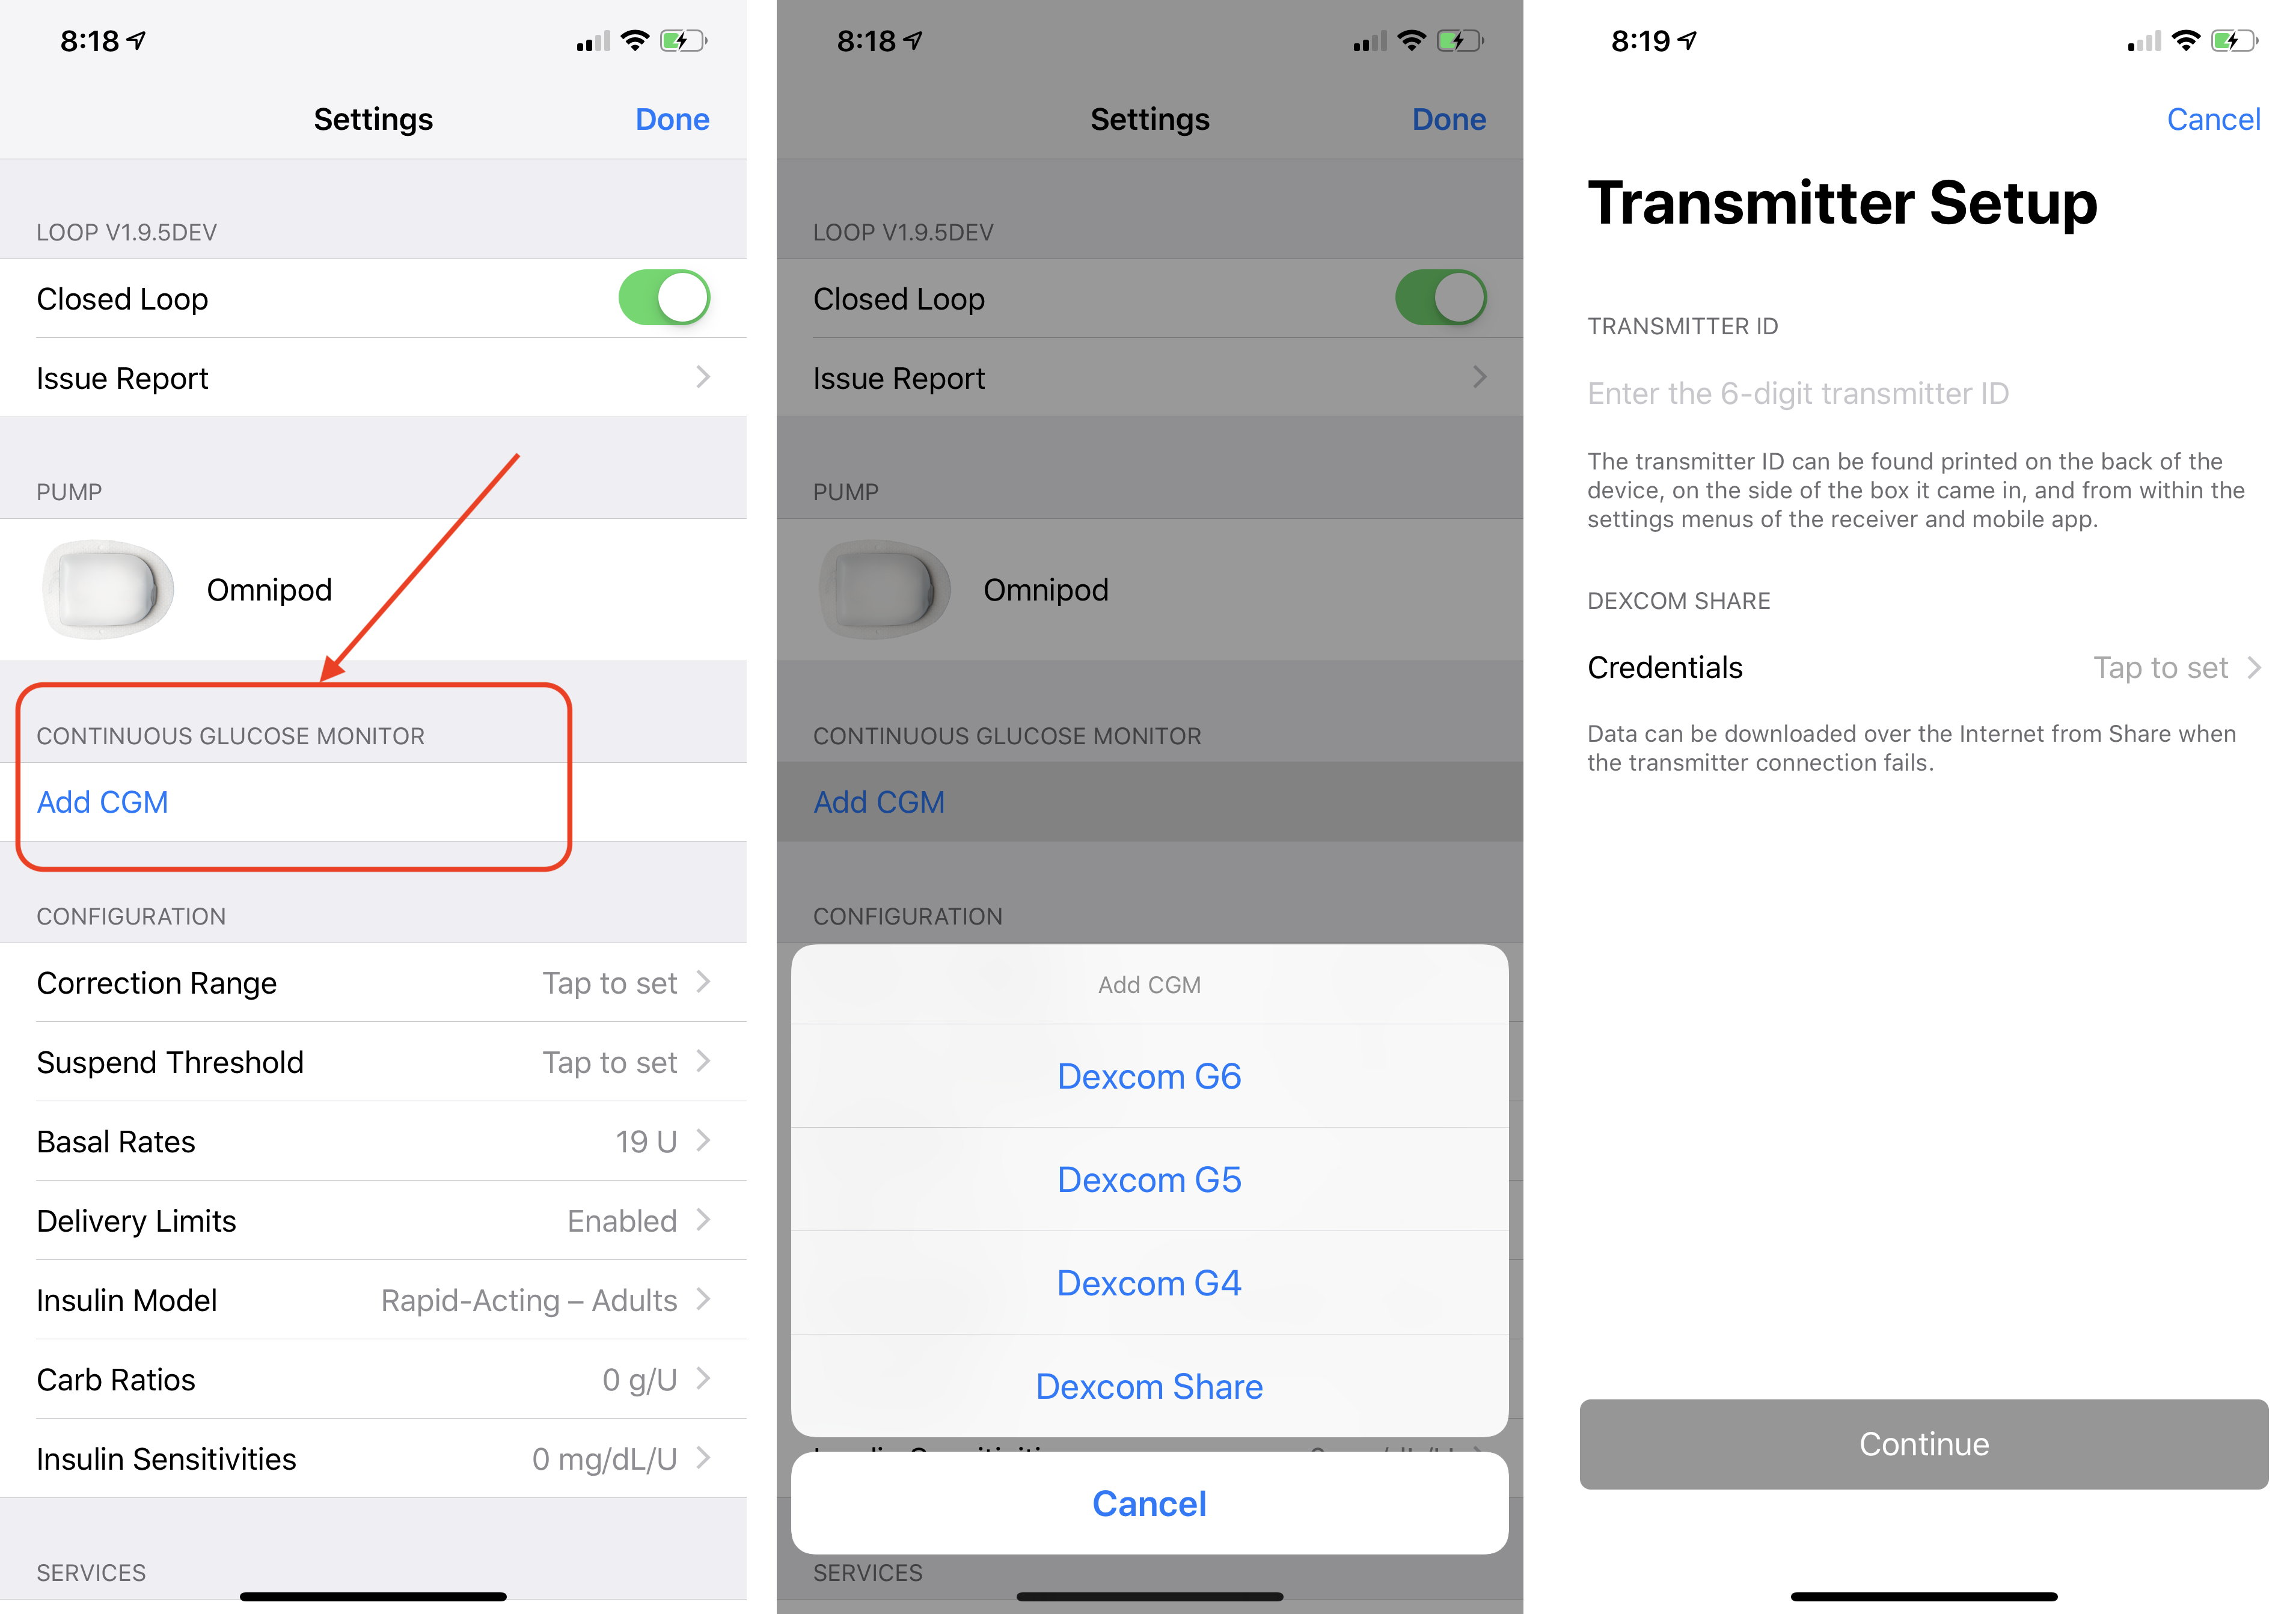 8:18
Settings
Done
LOOP V1.9.5DEV
Closed Loop
Issue Report
PUMP
Omnipod
CONTINUOUS GLUCOSE MONITOR
Add CGM
CONFIGURATION
Correction Range Tap to set
Suspend Threshold Tap to set
Basal Rates 19 U
Delivery Limits Enabled
Insulin Model Rapid-Acting – Adults
Carb Ratios 0 g/U
Insulin Sensitivities 0 mg/dL/U
SERVICES
8:18
Settings
Done
LOOP V1.9.5DEV
Closed Loop
Issue Report
PUMP
Omnipod
CONTINUOUS GLUCOSE MONITOR
Add CGM
CONFIGURATION
Add CGM
Dexcom G6
Dexcom G5
Dexcom G4
Dexcom Share
Cancel
SERVICES
8:19
Cancel
Transmitter Setup
TRANSMITTER ID
Enter the 6-digit transmitter ID
The transmitter ID can be found printed on the back of the
device, on the side of the box it came in, and from within the
settings menus of the receiver and mobile app.
DEXCOM SHARE
Credentials Tap to set
Data can be downloaded over the Internet from Share when
the transmitter connection fails.
Continue